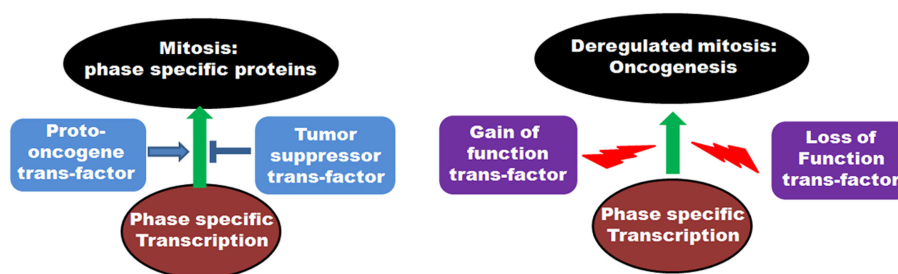 Mitosis:
phase specific proteins
Proto-
oncogene
trans-factor
Tumor
suppressor
trans-factor
Phase specific
Transcription
Deregulated mitosis:
Oncogenesis
Gain of
function
trans-factor
Loss of
Function
trans-factor
Phase specific
Transcription